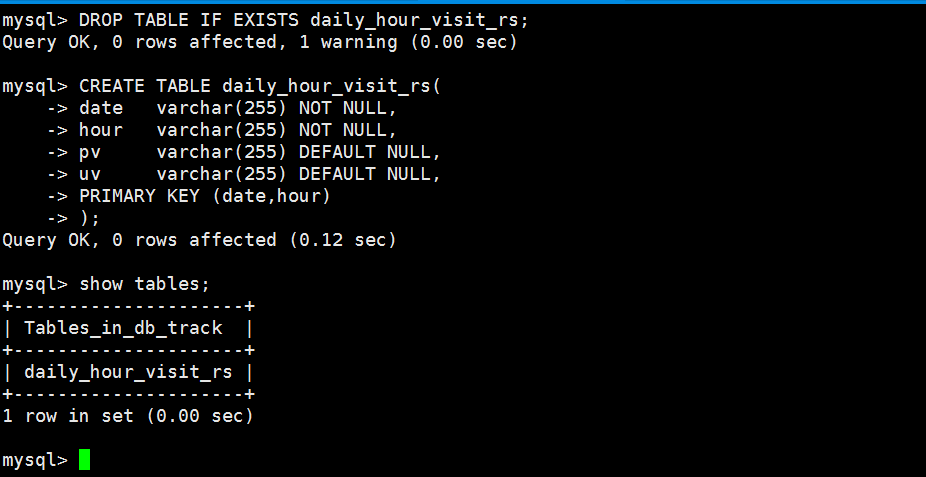 mysql> DROP TABLE IF EXISTS daily_hour_visit_rs;
Query OK, 0 rows affected, 1 warning (0.00 sec)
mysql> CREATE TABLE daily_hour_visit_rs(
    -> date   varchar(255) NOT NULL,
    -> hour   varchar(255) NOT NULL,
    -> pv     varchar(255) DEFAULT NULL,
    -> uv     varchar(255) DEFAULT NULL,
    -> PRIMARY KEY (date,hour)
    -> );
Query OK, 0 rows affected (0.12 sec)
mysql> show tables;
+---------------------+
| Tables_in_db_track  |
+---------------------+
| daily_hour_visit_rs |
+---------------------+
1 row in set (0.00 sec)
mysql>